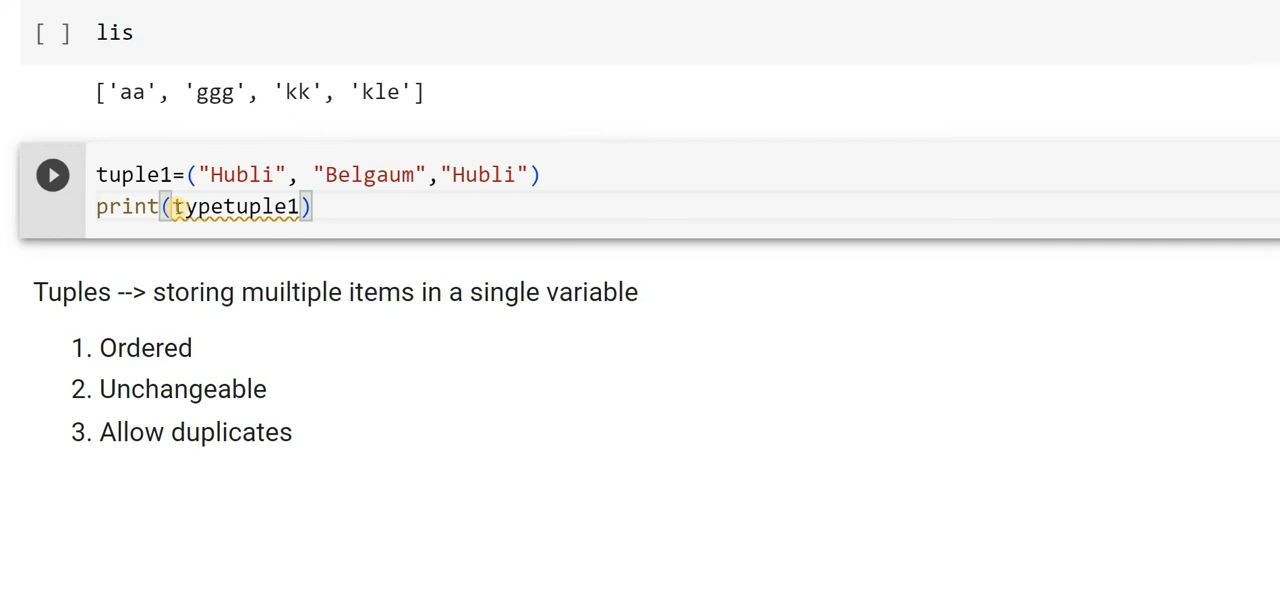 [ ] lis
['aa', 'ggg', 'kk', 'kle']
tuple1=("Hubli", "Belgaum","Hubli")
print(typetuple1)
Tuples --> storing muiltiple items in a single variable
1. Ordered
2. Unchangeable
3. Allow duplicates